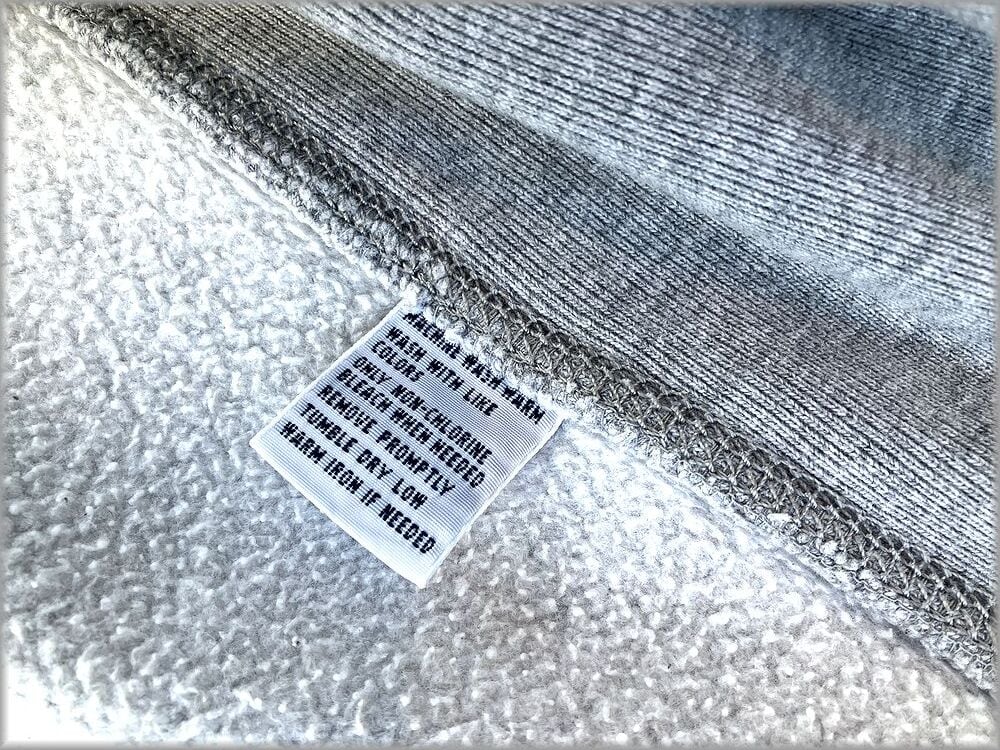 MACHINE WASH WARM
WASH WITH LIKE
COLORS
ONLY NON-CHLORINE
BLEACH WHEN NEEDED
REMOVE PROMPTLY
TUMBLE DRY LOW
WARM IRON IF NEEDED